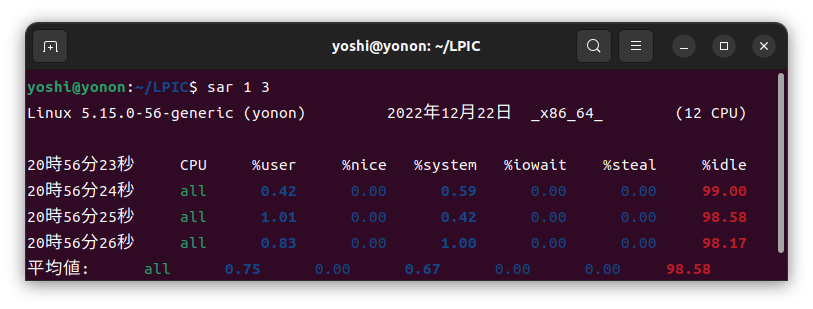 yoshi@yonon: ~/LPIC
yoshi@yonon:~/LPIC$ sar 1 3
Linux 5.15.0-56-generic (yonon) 2022年12月22日 _x86_64_ (12 CPU)
20時56分23秒 CPU %user %nice %system %iowait %steal %idle
20時56分24秒 all 0.42 0.00 0.59 0.00 0.00 99.00
20時56分25秒 all 1.01 0.00 0.42 0.00 0.00 98.58
20時56分26秒 all 0.83 0.00 1.00 0.00 0.00 98.17
平均値: all 0.75 0.00 0.67 0.00 0.00 98.58